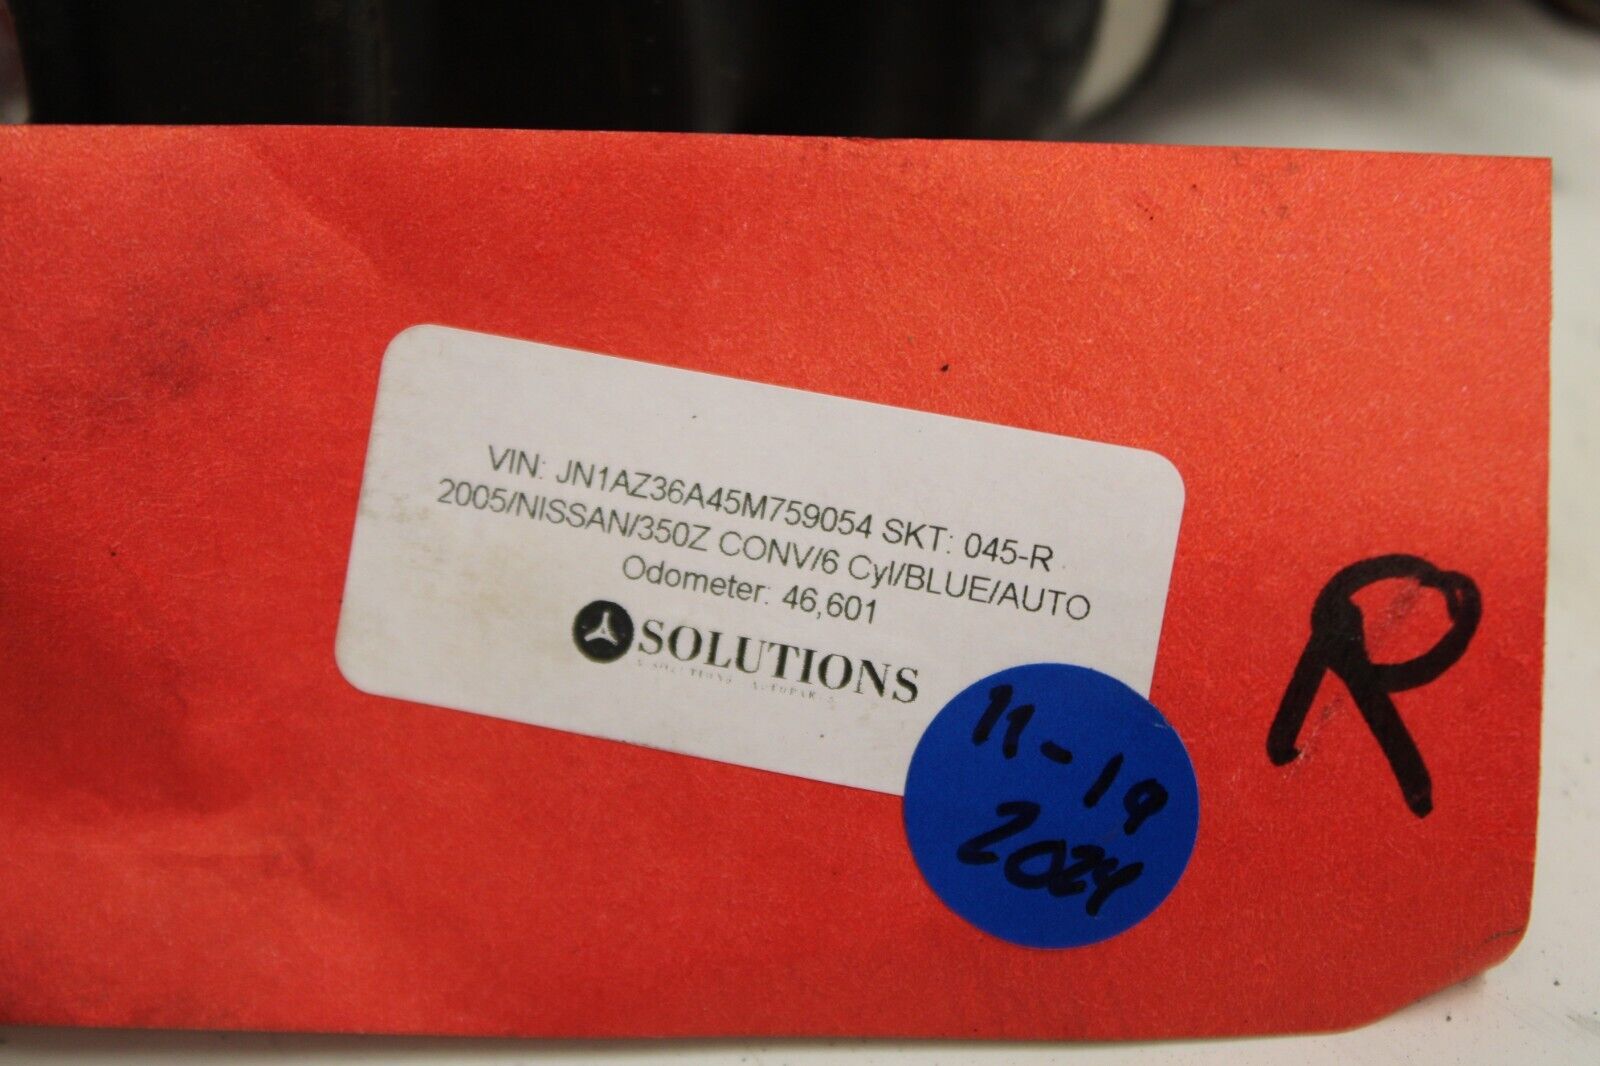 VIN: JN1AZ36A45M759054 SKT: 045-R
2005/NISSAN/350Z CONV/6 Cyl/BLUE/AUTO
Odometer: 46,601
SOLUTIONS
11-19
2024
R